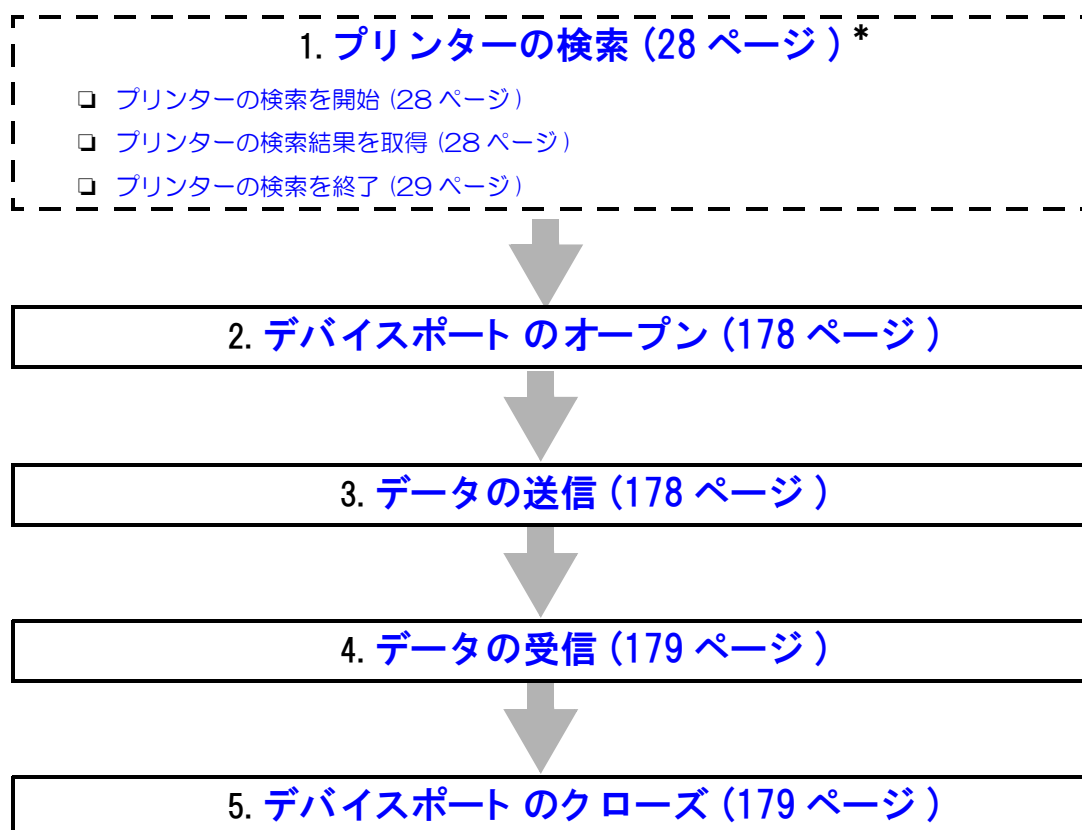 1. プリンターの検索 (28 ページ ) *
❏ プリンターの検索を開始 (28 ページ )
❏ プリンターの検索結果を取得 (28 ページ )
❏ プリンターの検索を終了 (29 ページ )
2. デバイスポート のオープン (178 ページ )
3. データの送信 (178 ページ )
4. データの受信 (179 ページ )
5. デバイスポート のクローズ (179 ページ )